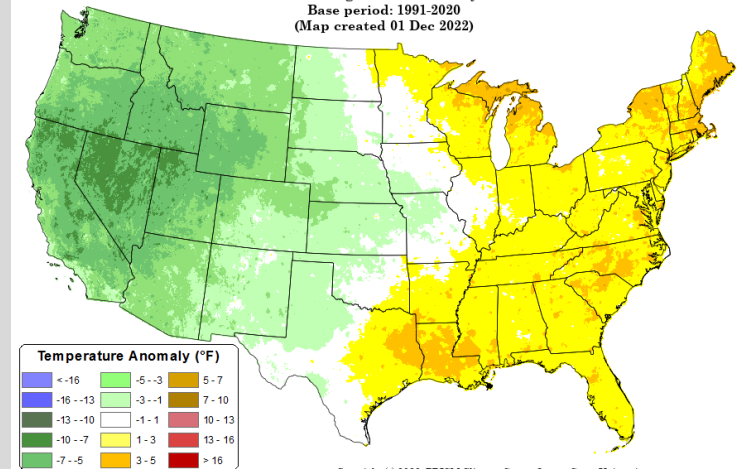 Base period: 1991-2020
(Map created 01 Dec 2022)
Temperature Anomaly (°F)
< -16
-16 - -13
-13 - -10
-10 - -7
-7 - -5
-5 - -3
-3 - -1
-1 - 1
1 - 3
3 - 5
5 - 7
7 - 10
10 - 13
13 - 16
> 16